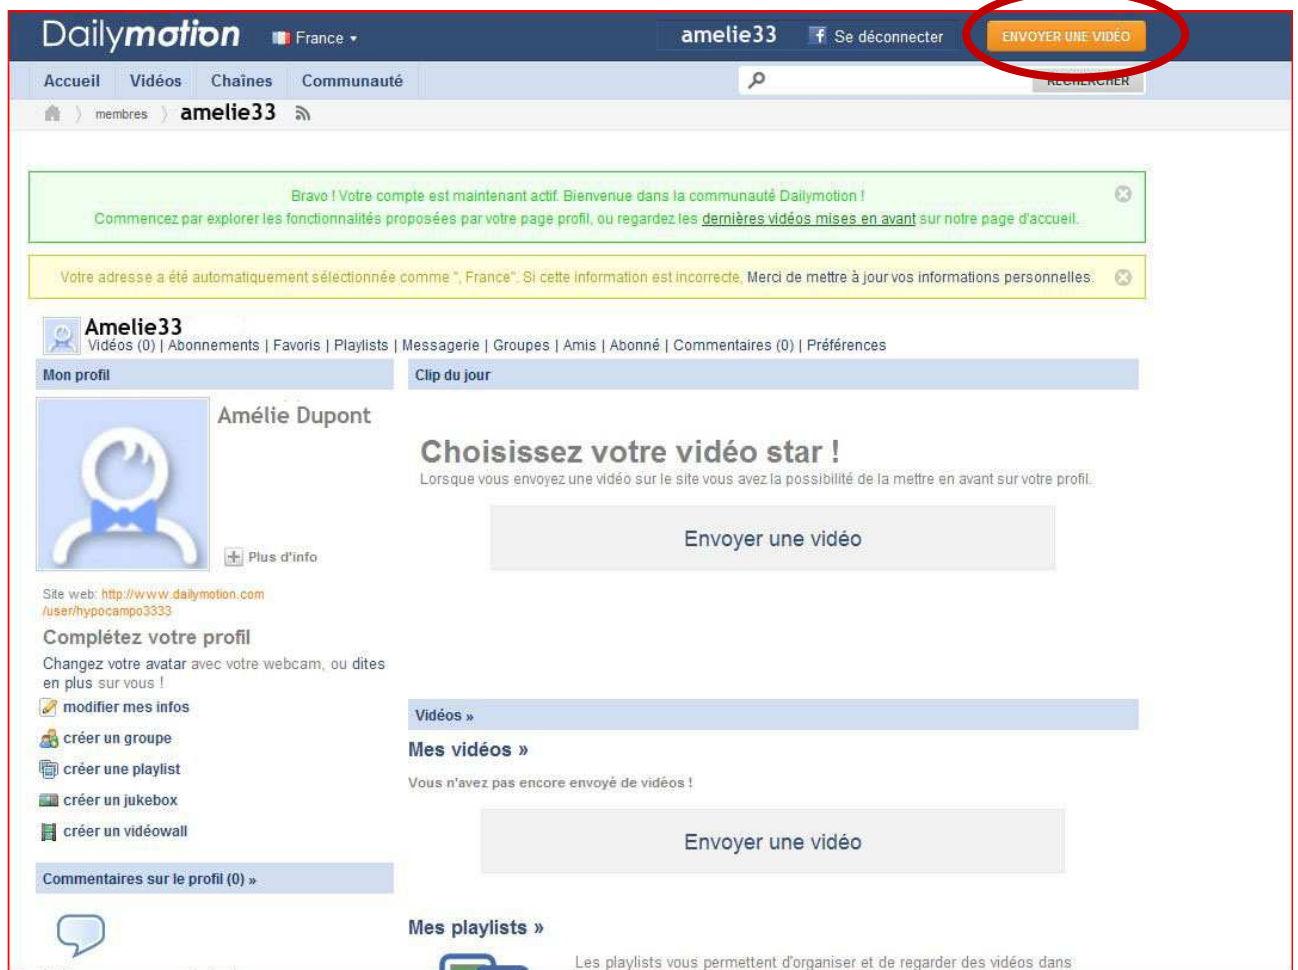 Dailymotion France amelie33 Se déconnecter ENVOYER UNE VIDÉO
Accueil Vidéos Chaînes Communauté RECHERCHER
membres amelie33
Bravo ! Votre compte est maintenant actif. Bienvenue dans la communauté Dailymotion !
Commencez par explorer les fonctionnalités proposées par votre page profil, ou regardez les dernières vidéos mises en avant sur notre page d'accueil.
Votre adresse a été automatiquement sélectionnée comme ", France". Si cette information est incorrecte, Merci de mettre à jour vos informations personnelles.
Amelie33
Vidéos (0) | Abonnements | Favoris | Playlists | Messagerie | Groupes | Amis | Abonné | Commentaires (0) | Préférences
Mon profil
Amélie Dupont
Plus d'info
Site web: http://www.dailymotion.com
/user/hypocampo3333
Complétez votre profil
Changez votre avatar avec votre webcam, ou dites
en plus sur vous !
modifier mes infos
créer un groupe
créer une playlist
créer un jukebox
créer un vidéowall
Commentaires sur le profil (0) »
Clip du jour
Choisissez votre vidéo star !
Lorsque vous envoyez une vidéo sur le site vous avez la possibilité de la mettre en avant sur votre profil.
Envoyer une vidéo
Vidéos »
Mes vidéos »
Vous n'avez pas encore envoyé de vidéos !
Envoyer une vidéo
Mes playlists »
Les playlists vous permettent d'organiser et de regarder des vidéos dans